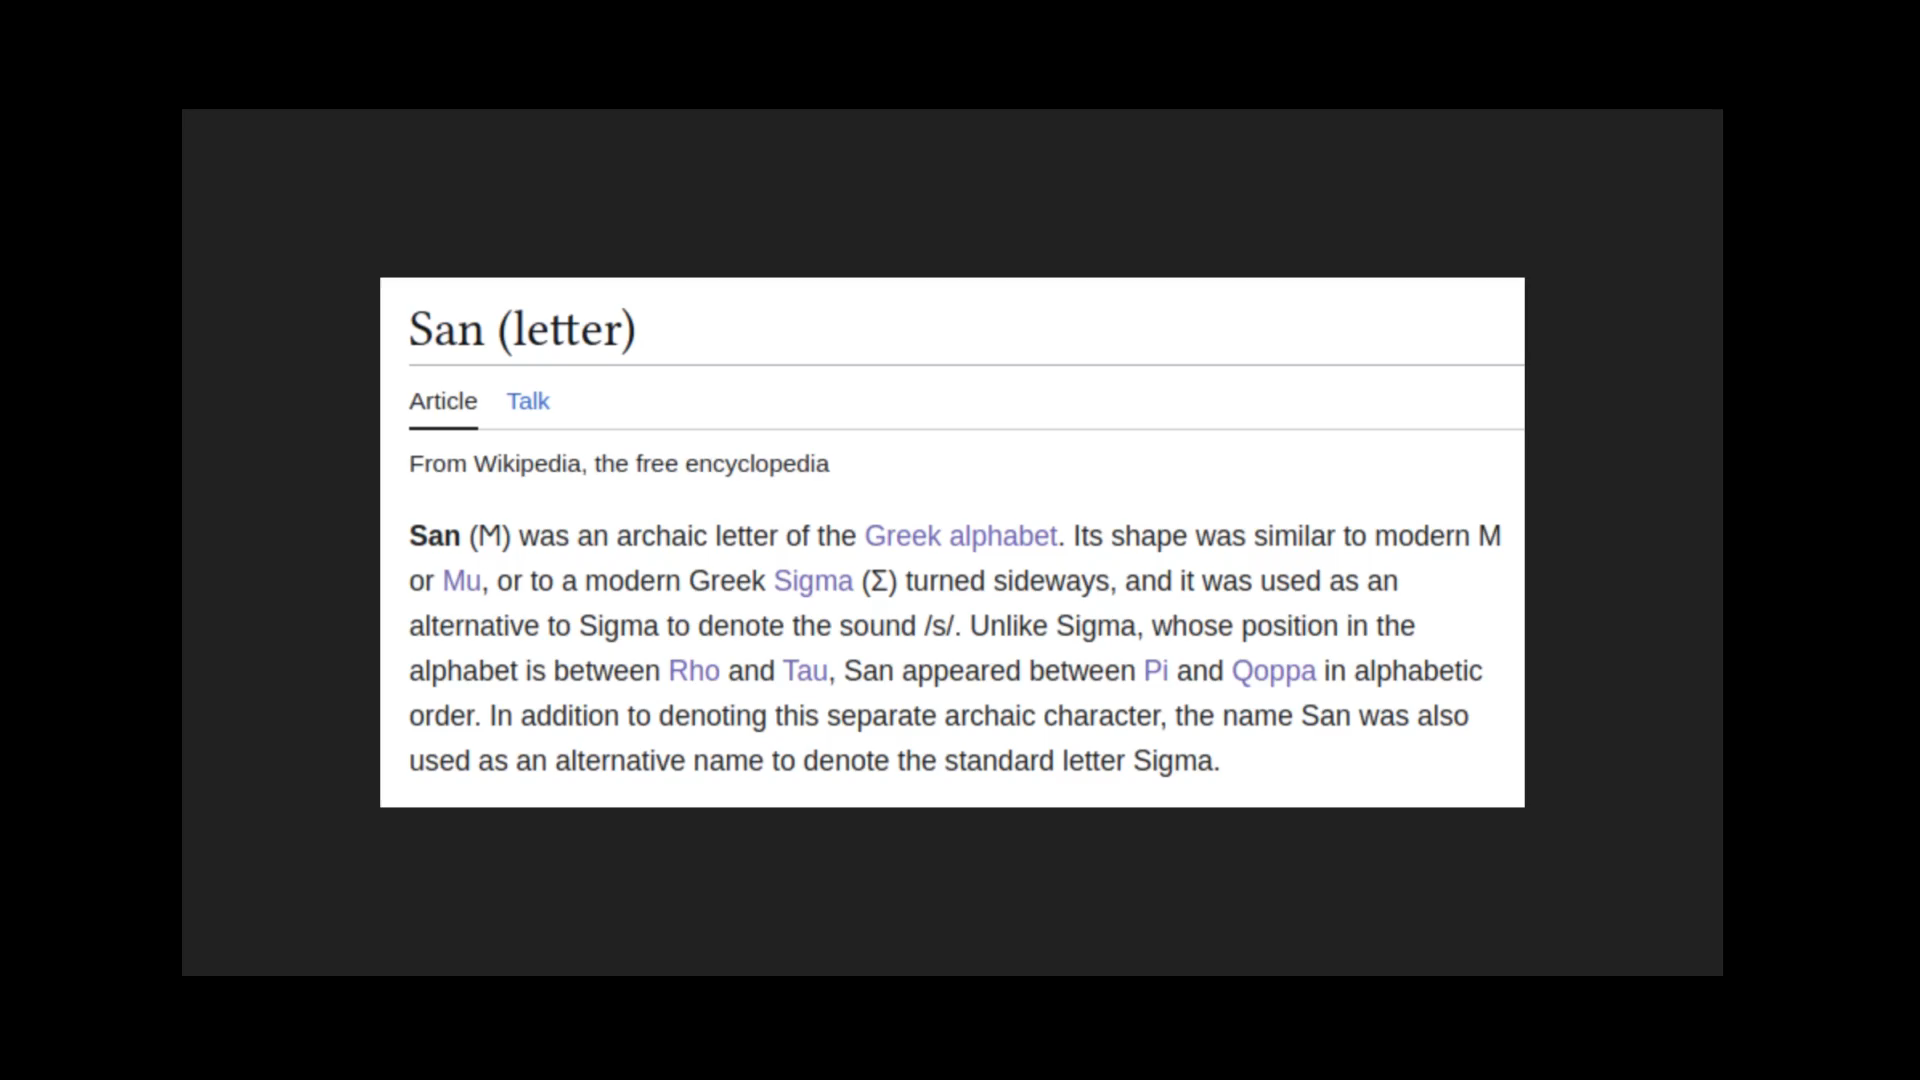 San (letter)
Article Talk
From Wikipedia, the free encyclopedia
San (Ϻ) was an archaic letter of the Greek alphabet. Its shape was similar to modern M
or Mu, or to a modern Greek Sigma (Σ) turned sideways, and it was used as an
alternative to Sigma to denote the sound /s/. Unlike Sigma, whose position in the
alphabet is between Rho and Tau, San appeared between Pi and Qoppa in alphabetic
order. In addition to denoting this separate archaic character, the name San was also
used as an alternative name to denote the standard letter Sigma.